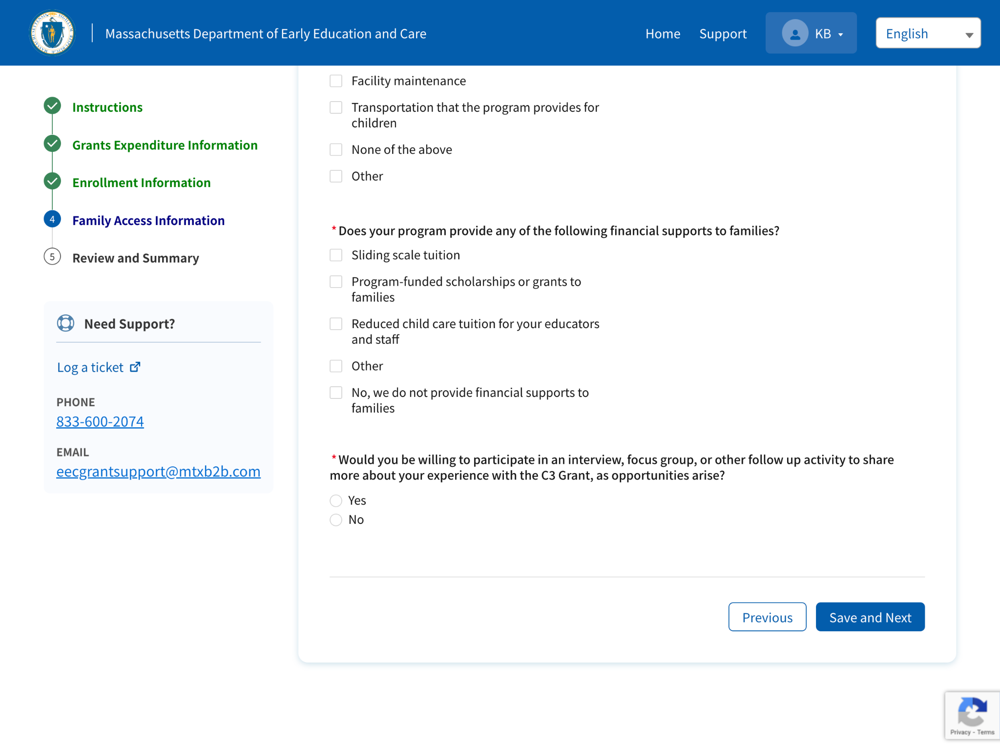 Massachusetts Department of Early Education and Care
Home
Support
KB
English
Instructions
Grants Expenditure Information
Enrollment Information
4
Family Access Information
5
Review and Summary
Need Support?
Log a ticket
PHONE
833-600-2074
EMAIL
eecgrantsupport@mtxb2b.com
Facility maintenance
Transportation that the program provides for
children
None of the above
Other
*Does your program provide any of the following financial supports to families?
Sliding scale tuition
Program-funded scholarships or grants to
families
Reduced child care tuition for your educators
and staff
Other
No, we do not provide financial supports to
families
*Would you be willing to participate in an interview, focus group, or other follow up activity to share
more about your experience with the C3 Grant, as opportunities arise?
Yes
No
Previous
Save and Next
Privacy - Terms